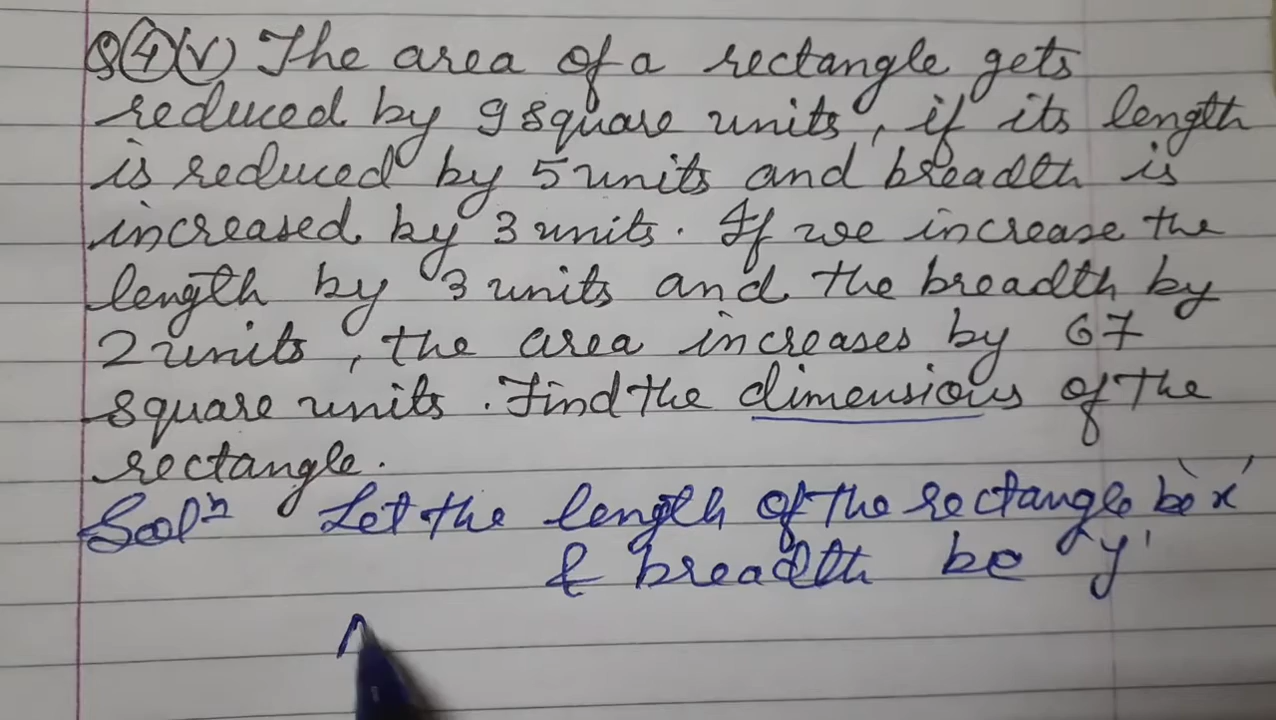 Q④(V) The area of a rectangle gets
reduced by 9 square units, if its length
is reduced by 5 units and breadth is
increased by 3 units. If we increase the
length by 3 units and the breadth by
2 units, the area increases by 67
square units. Find the dimensions of the
rectangle.
Solⁿ Let the length of the rectangle be 'x'
& breadth be y'